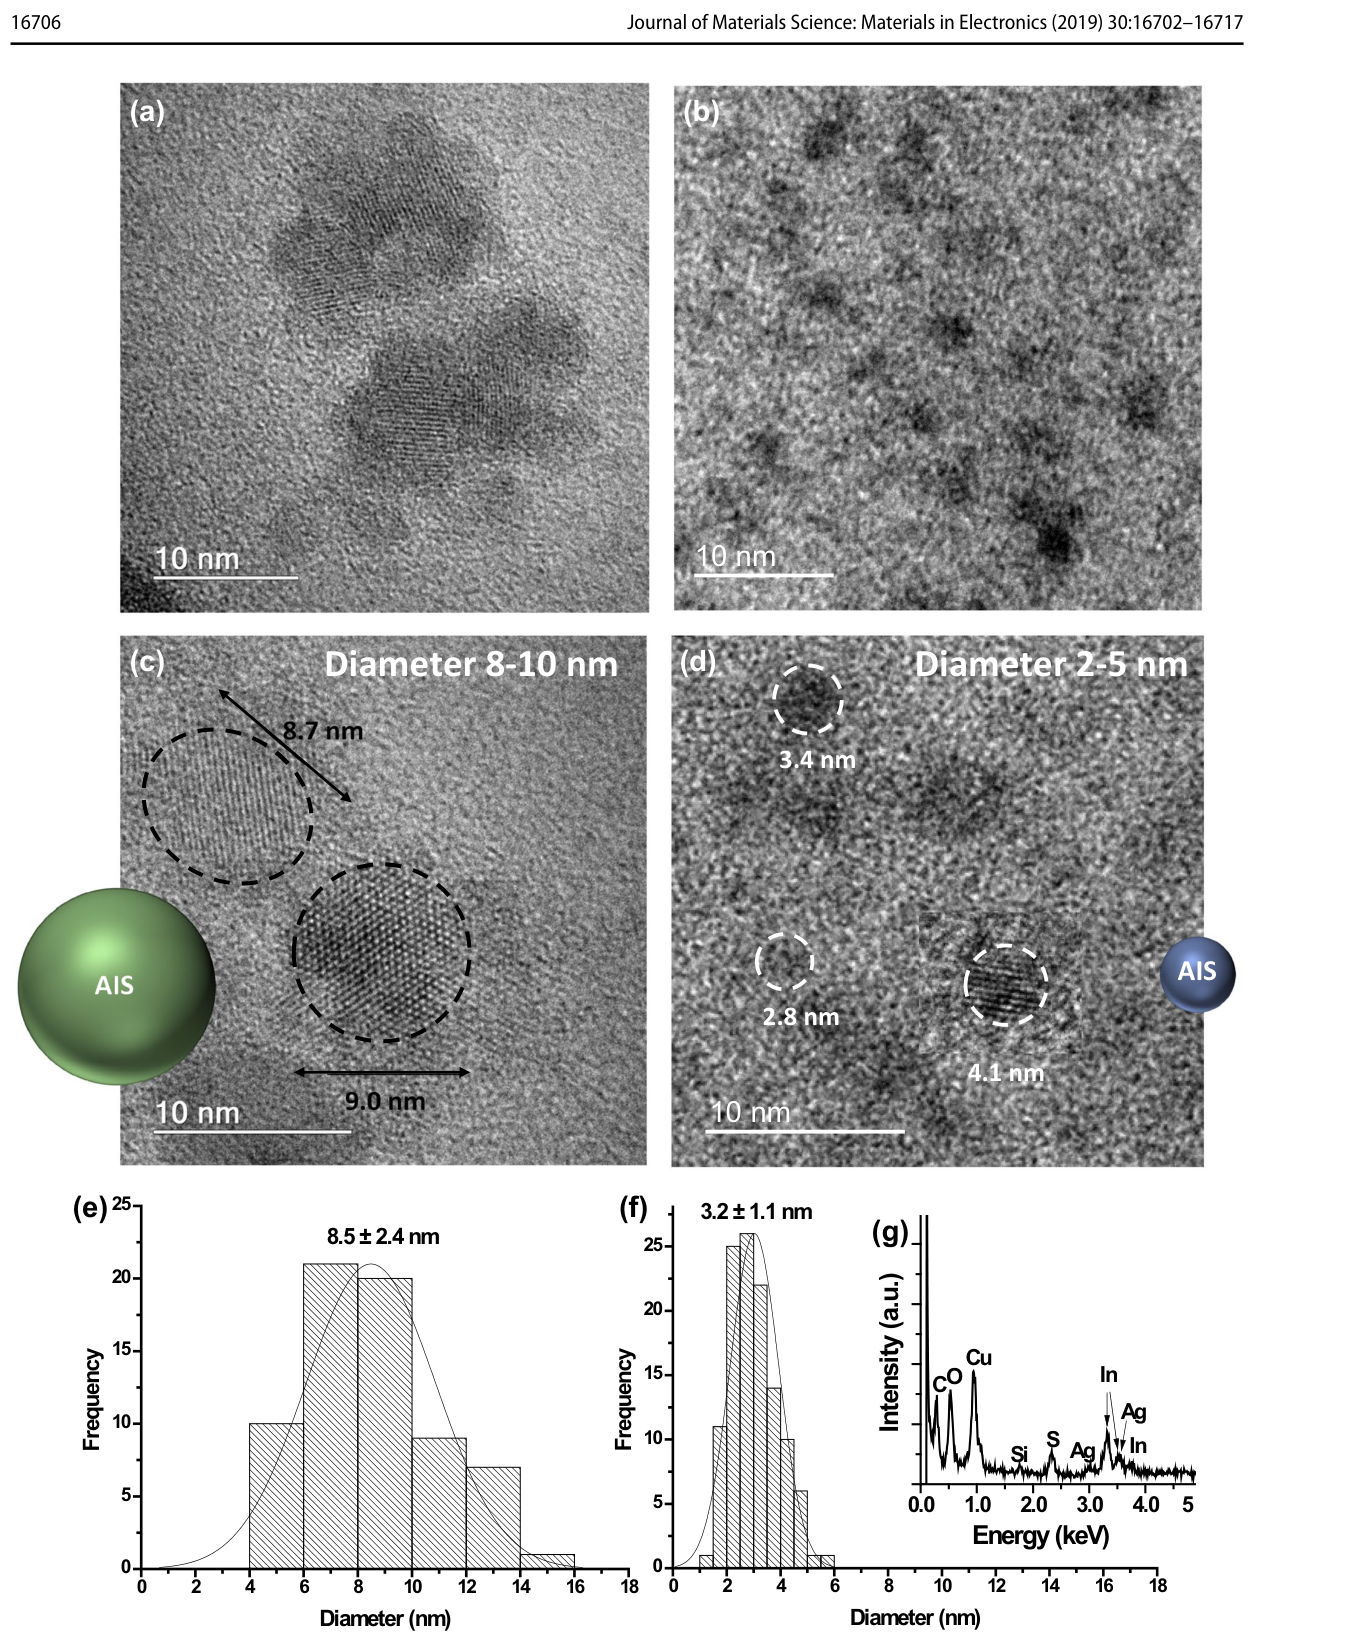 16706
Journal of Materials Science: Materials in Electronics (2019) 30:16702–16717
(a)
10 nm
(b)
10 nm
(c)
Diameter 8-10 nm
8.7 nm
AIS
9.0 nm
10 nm
(d)
Diameter 2-5 nm
3.4 nm
2.8 nm
AIS
4.1 nm
10 nm
(e)
8.5 ± 2.4 nm
25
20
15
10
5
0
Frequency
0 2 4 6 8 10 12 14 16 18
Diameter (nm)
(f)
3.2 ± 1.1 nm
25
20
15
10
5
0
Frequency
0 2 4 6 8 10 12 14 16 18
Diameter (nm)
(g)
Intensity (a.u.)
C
O
Cu
Si
S
Ag
In
Ag
In
0.0 1.0 2.0 3.0 4.0 5
Energy (keV)